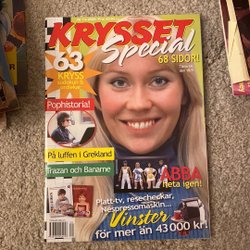 KRYSSET
Special
68 SIDOR!
63
KRYSS
Pophistoria!
På luffen i Grekland
Trazan och Banarne
ABBA
heta igen!
Platt-tv, resecheckar,
Nespressomaskin...
Vinster
för mer än 43 000 kr!